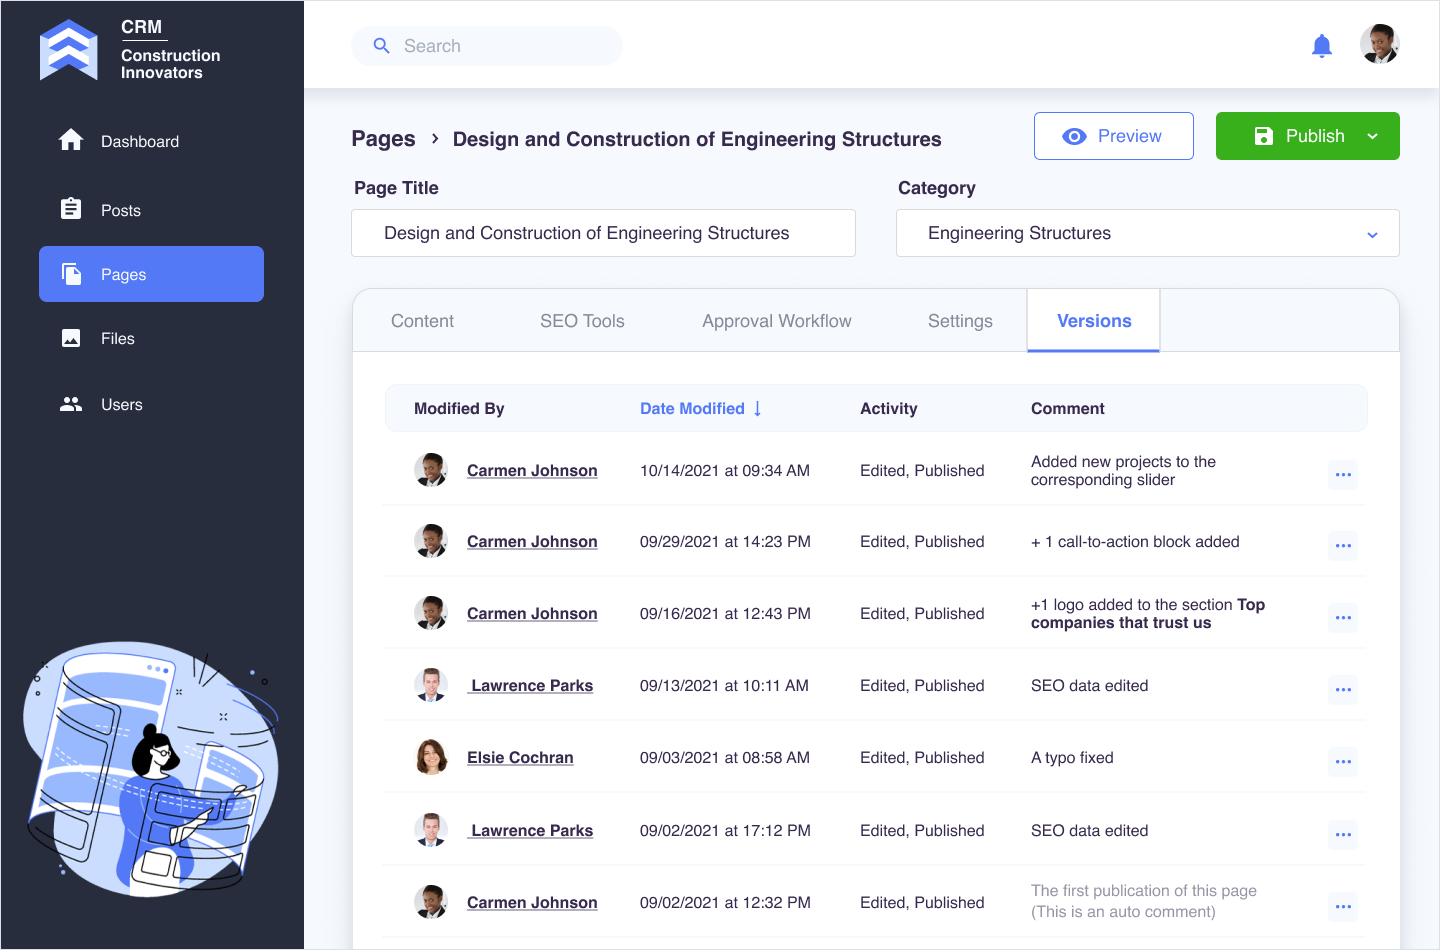 CRM
Construction
Innovators
Search
Dashboard
Posts
Pages
Files
Users
Pages › Design and Construction of Engineering Structures
Preview
Publish
Page Title
Category
Design and Construction of Engineering Structures
Engineering Structures
Content SEO Tools Approval Workflow Settings Versions
Modified By Date Modified ↓ Activity Comment
Carmen Johnson 10/14/2021 at 09:34 AM Edited, Published Added new projects to the
corresponding slider
Carmen Johnson 09/29/2021 at 14:23 PM Edited, Published + 1 call-to-action block added
Carmen Johnson 09/16/2021 at 12:43 PM Edited, Published +1 logo added to the section Top
companies that trust us
Lawrence Parks 09/13/2021 at 10:11 AM Edited, Published SEO data edited
Elsie Cochran 09/03/2021 at 08:58 AM Edited, Published A typo fixed
Lawrence Parks 09/02/2021 at 17:12 PM Edited, Published SEO data edited
Carmen Johnson 09/02/2021 at 12:32 PM Edited, Published The first publication of this page
(This is an auto comment)